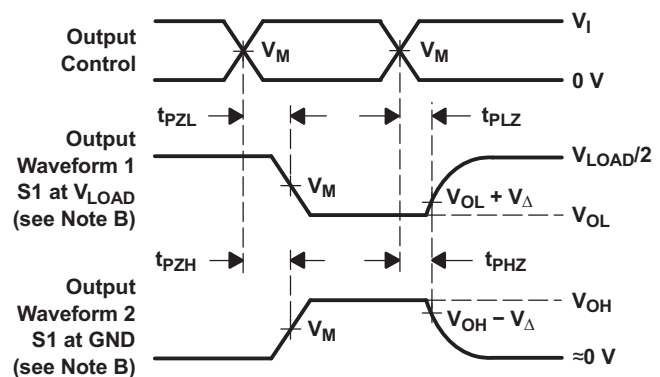 Output
Control
V_M
V_M
V_I
0 V
t_PZL
t_PLZ
Output
Waveform 1
S1 at V_LOAD
(see Note B)
V_M
V_LOAD/2
V_OL + V_Δ
V_OL
t_PZH
t_PHZ
Output
Waveform 2
S1 at GND
(see Note B)
V_M
V_OH
V_OH − V_Δ
≈0 V